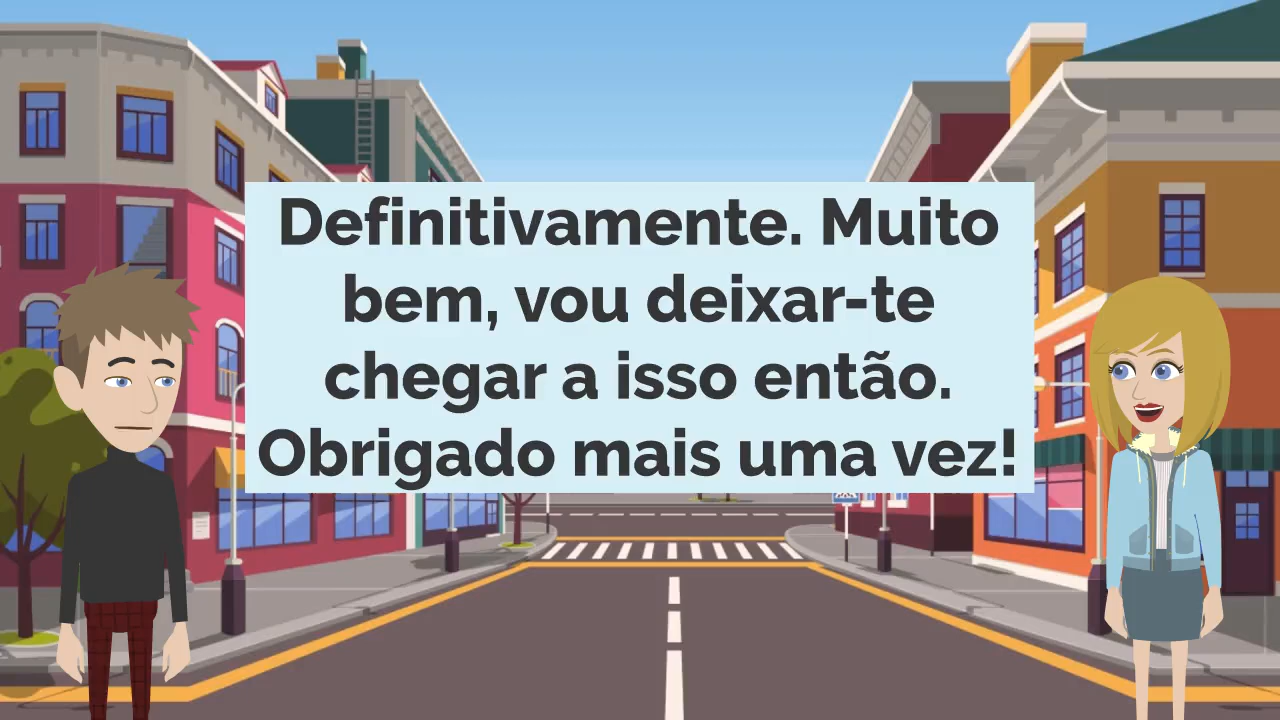 Definitivamente. Muito
bem, vou deixar-te
chegar a isso então.
Obrigado mais uma vez!